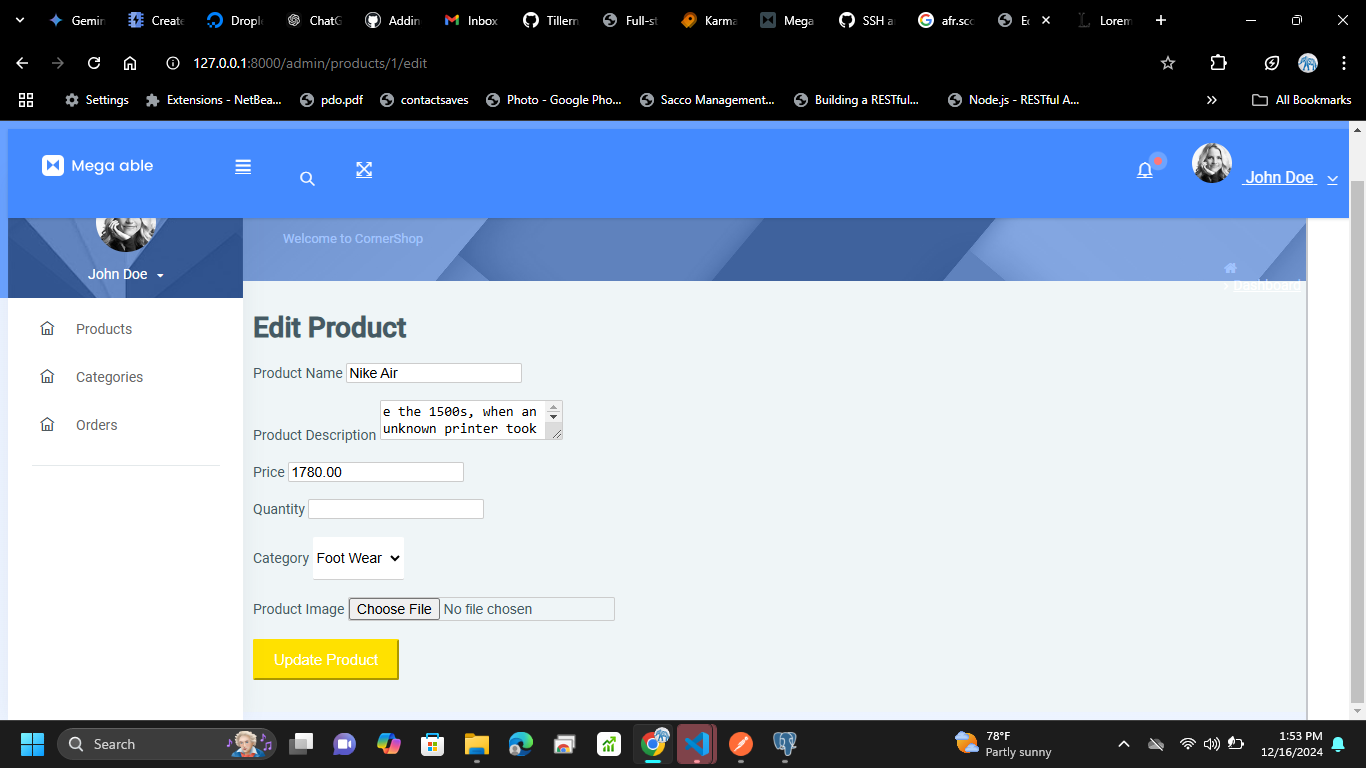 Gemin
Create
Drople
ChatG
Addin
Inbox
Tillern
Full-st
Karma
Mega
SSH a
afr.scc
Ec
Lorem
127.0.0.1:8000/admin/products/1/edit
Settings
Extensions - NetBea...
pdo.pdf
contactsaves
Photo - Google Pho...
Sacco Management...
Building a RESTful...
Node.js - RESTful A...
»
All Bookmarks
Mega able
John Doe
Welcome to CornerShop
John Doe
› Dashboard
Products
Categories
Orders
Edit Product
Product Name Nike Air
e the 1500s, when an
unknown printer took
Product Description
Price 1780.00
Quantity
Category Foot Wear
Product Image Choose File No file chosen
Update Product
Search
78°F
Partly sunny
1:53 PM
12/16/2024